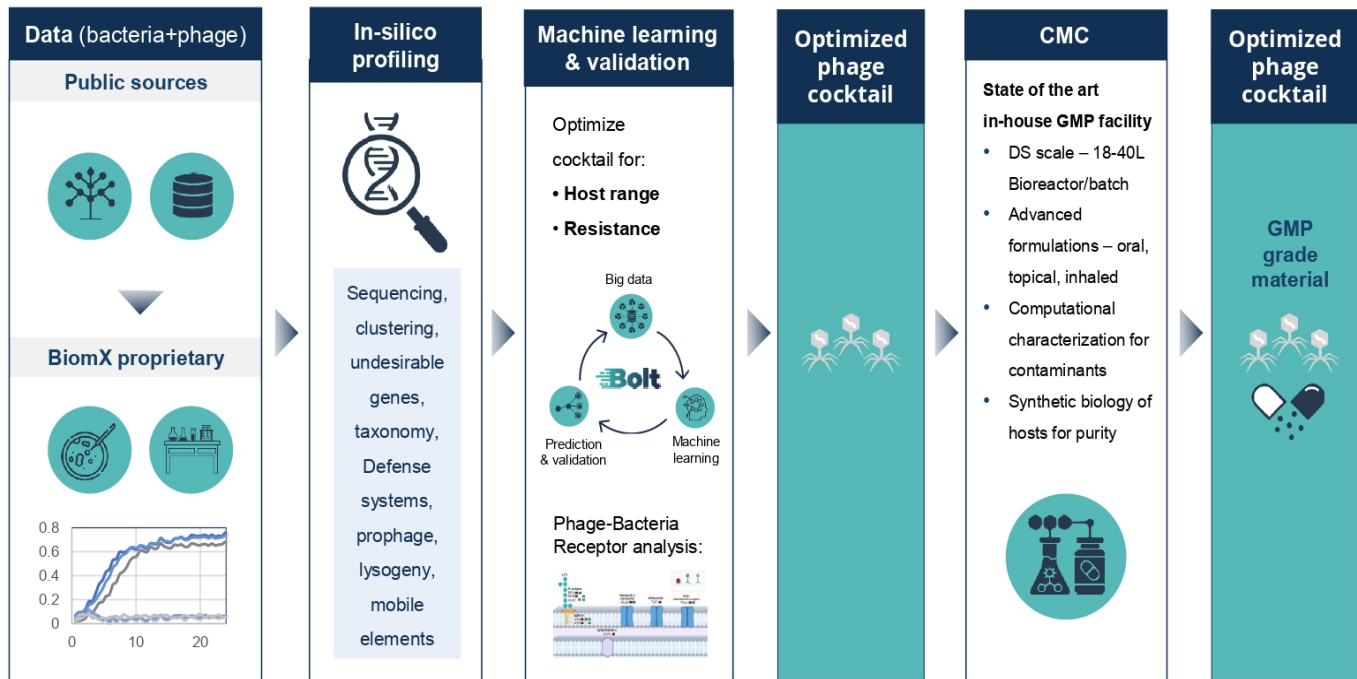 Data (bacteria+phage)
Public sources
BiomX proprietary
0.8
0.6
0.4
0.2
0
0
10
20
In-silico
profiling
Sequencing,
clustering,
undesirable
genes,
taxonomy,
Defense
systems,
prophage,
lysogeny,
mobile
elements
Machine learning
& validation
Optimize
cocktail for:
• Host range
• Resistance
Big data
Bolt
Prediction
& validation
Machine
learning
Phage-Bacteria
Receptor analysis:
Optimized
phage
cocktail
CMC
State of the art
in-house GMP facility
• DS scale – 18-40L
Bioreactor/batch
• Advanced
formulations – oral,
topical, inhaled
• Computational
characterization for
contaminants
• Synthetic biology of
hosts for purity
Optimized
phage
cocktail
GMP
grade
material